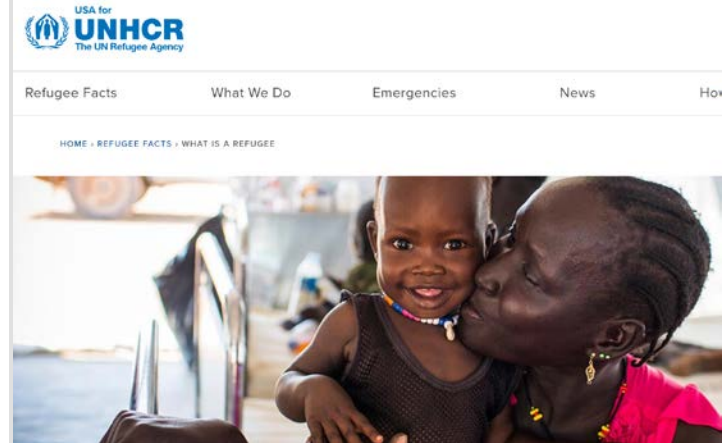 USA for
UNHCR
The UN Refugee Agency
Refugee Facts
What We Do
Emergencies
News
HOME › REFUGEE FACTS › WHAT IS A REFUGEE